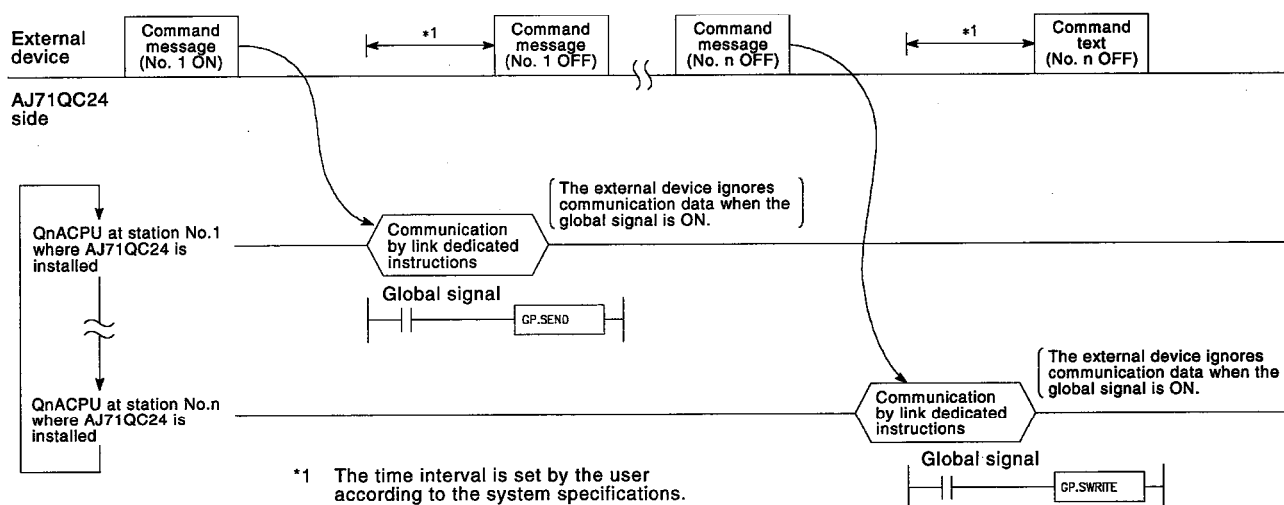 External
device
Command
message
(No. 1 ON)
*1
Command
message
(No. 1 OFF)
Command
message
(No. n OFF)
*1
Command
text
(No. n OFF)
AJ71QC24
side
The external device ignores
communication data when the
global signal is ON.
QnACPU at station No.1
where AJ71QC24 is
installed
Communication
by link dedicated
instructions
Global signal
GP.SEND
The external device ignores
communication data when the
global signal is ON.
QnACPU at station No.n
where AJ71QC24 is
installed
Communication
by link dedicated
instructions
Global signal
GP.SWRITE
*1 The time interval is set by the user
according to the system specifications.